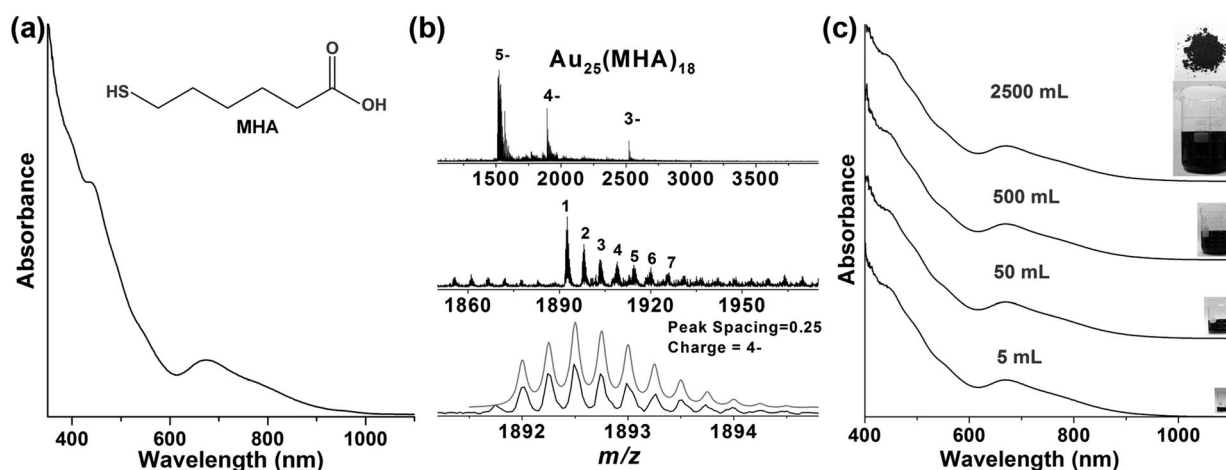 (a)
O
HS
OH
MHA
Absorbance
400 600 800 1000
Wavelength (nm)
(b)
Au25(MHA)18
5-
4-
3-
1500 2000 2500 3000 3500
1
2
3
4
5
6
7
1860 1890 1920 1950
Peak Spacing=0.25
Charge = 4-
1892 1893 1894
m/z
(c)
2500 mL
500 mL
50 mL
5 mL
Absorbance
400 600 800 1000
Wavelength (nm)